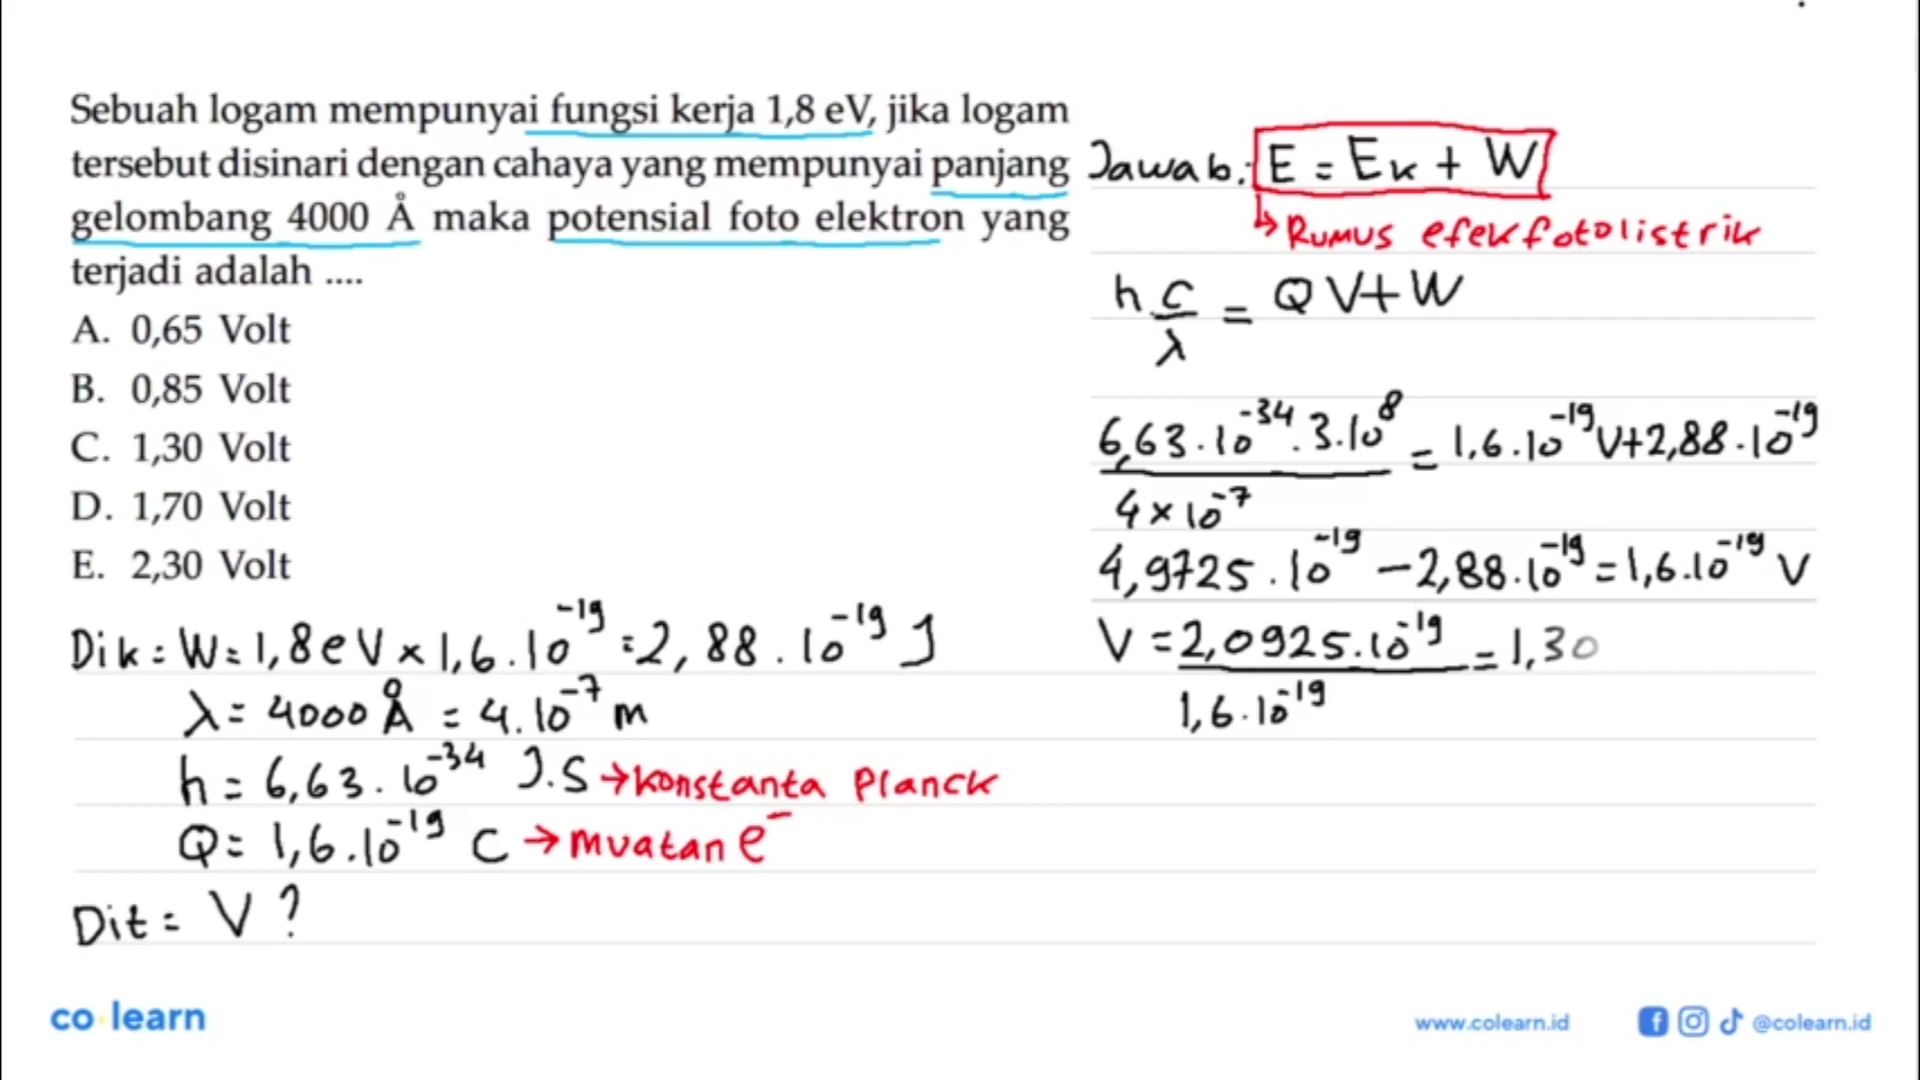 Sebuah logam mempunyai fungsi kerja 1,8 eV, jika logam
tersebut disinari dengan cahaya yang mempunyai panjang
gelombang 4000 Å maka potensial foto elektron yang
terjadi adalah ....
A. 0,65 Volt
B. 0,85 Volt
C. 1,30 Volt
D. 1,70 Volt
E. 2,30 Volt
Dik: W= 1,8 eV × 1,6 . 10^-19 = 2,88 . 10^-19 J
λ = 4000 Å = 4.10^-7 m
h = 6,63 . 10^-34 J.S → konstanta Planck
Q = 1,6 . 10^-19 C → muatan e^-
Dit = V ?
Jawab: E = Ek + W
↳ Rumus efek fotolistrik
h . c/λ = QV + W
6,63 . 10^-34 . 3.10^8 / 4 × 10^-7 = 1,6 . 10^-19 V + 2,88 . 10^-19
4,9725 . 10^-19 – 2,88 . 10^-19 = 1,6 . 10^-19 V
V = 2,0925 . 10^-19 / 1,6 . 10^-19 = 1,30
co learn
www.colearn.id
@colearn.id